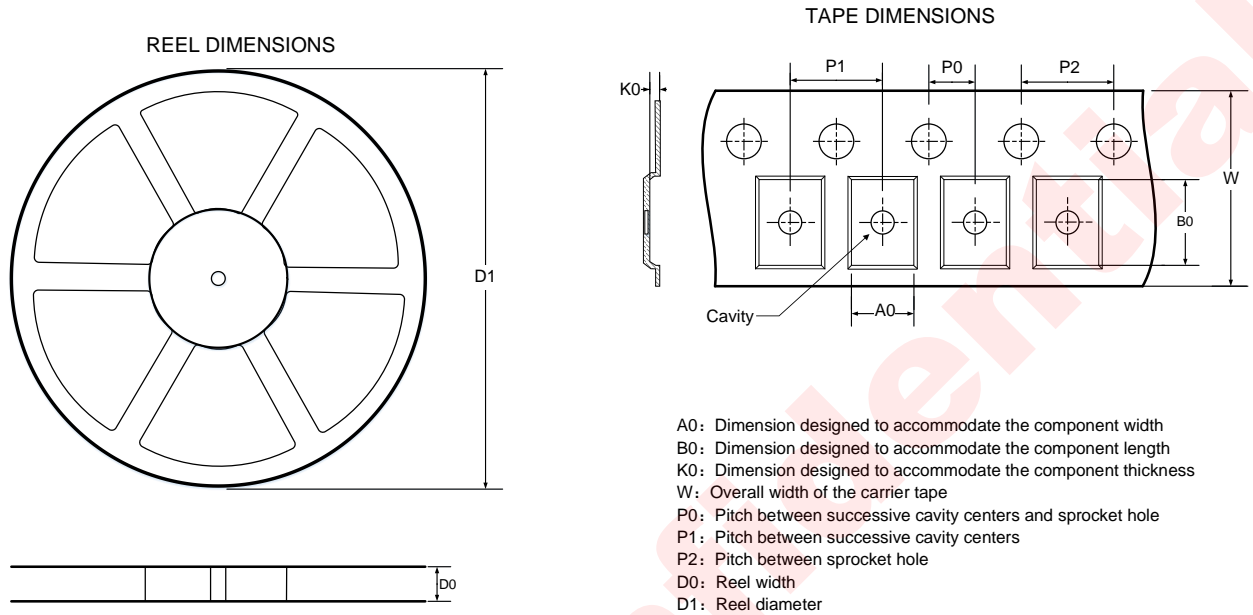 TAPE DIMENSIONS
REEL DIMENSIONS
P1
P0
P2
K0
W
B0
D1
Cavity
A0
A0：Dimension designed to accommodate the component width
B0：Dimension designed to accommodate the component length
K0：Dimension designed to accommodate the component thickness
W：Overall width of the carrier tape
P0：Pitch between successive cavity centers and sprocket hole
P1：Pitch between successive cavity centers
P2：Pitch between sprocket hole
D0：Reel width
D1：Reel diameter
D0
fidential